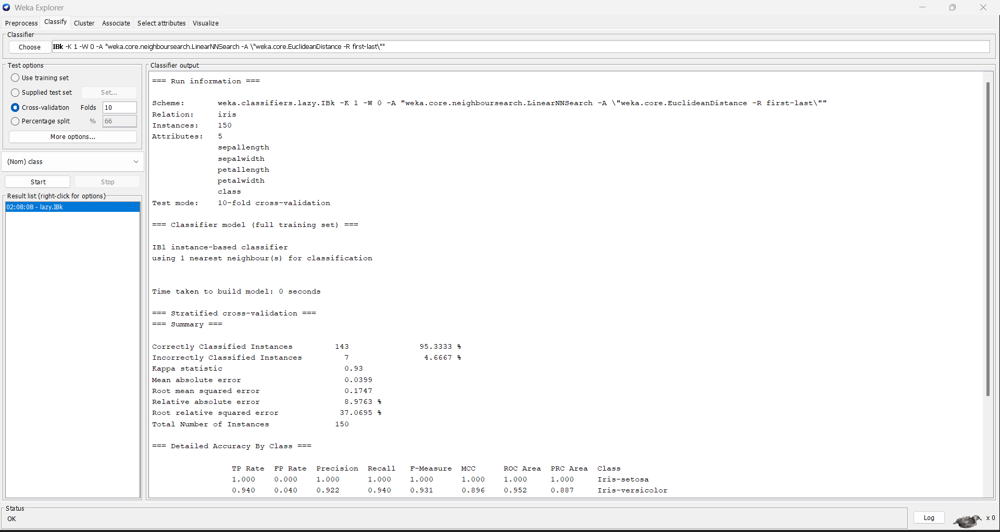 Weka Explorer
Preprocess Classify Cluster Associate Select attributes Visualize
Classifier
Choose IBk -K 1 -W 0 -A "weka.core.neighboursearch.LinearNNSearch -A \"weka.core.EuclideanDistance -R first-last\""
Test options
Use training set
Supplied test set Set...
Cross-validation Folds 10
Percentage split % 66
More options...
(Nom) class
Start Stop
Result list (right-click for options)
02:08:08 - lazy.IBk
Classifier output
=== Run information ===
Scheme: weka.classifiers.lazy.IBk -K 1 -W 0 -A "weka.core.neighboursearch.LinearNNSearch -A \"weka.core.EuclideanDistance -R first-last\""
Relation: iris
Instances: 150
Attributes: 5
sepallength
sepalwidth
petallength
petalwidth
class
Test mode: 10-fold cross-validation
=== Classifier model (full training set) ===
IB1 instance-based classifier
using 1 nearest neighbour(s) for classification
Time taken to build model: 0 seconds
=== Stratified cross-validation ===
=== Summary ===
Correctly Classified Instances 143 95.3333 %
Incorrectly Classified Instances 7 4.6667 %
Kappa statistic 0.93
Mean absolute error 0.0399
Root mean squared error 0.1747
Relative absolute error 8.9763 %
Root relative squared error 37.0695 %
Total Number of Instances 150
=== Detailed Accuracy By Class ===
TP Rate FP Rate Precision Recall F-Measure MCC ROC Area PRC Area Class
1.000 0.000 1.000 1.000 1.000 1.000 1.000 1.000 Iris-setosa
0.940 0.040 0.922 0.940 0.931 0.896 0.952 0.887 Iris-versicolor
Status
OK
Log x 0